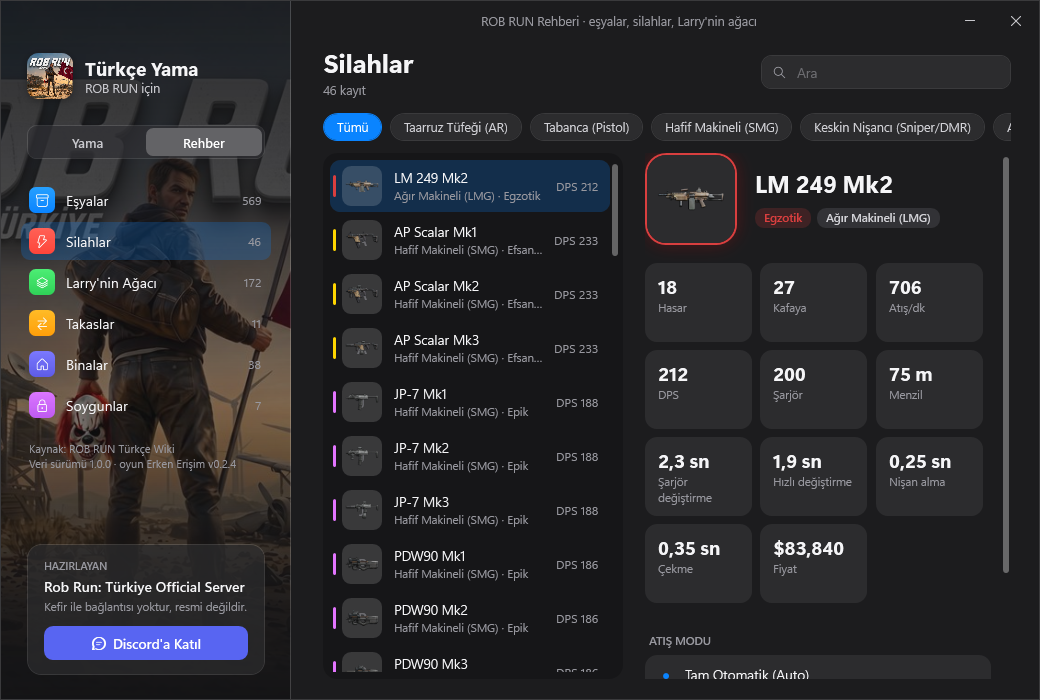 ROB RUN Rehberi · eşyalar, silahlar, Larry'nin ağacı
ROB RUN
Türkçe Yama
ROB RUN için
Yama
Rehber
TÜRKİYE
Eşyalar
569
Silahlar
46
Larry'nin Ağacı
172
Takaslar
11
Binalar
38
Soygunlar
7
Kaynak: ROB RUN Türkçe Wiki
Veri sürümü 1.0.0 · oyun Erken Erişim v0.2.4
HAZIRLAYAN
Rob Run: Türkiye Official Server
Kefir ile bağlantısı yoktur, resmi değildir.
Discord'a Katıl
Silahlar
46 kayıt
Ara
Tümü
Taarruz Tüfeği (AR)
Tabanca (Pistol)
Hafif Makineli (SMG)
Keskin Nişancı (Sniper/DMR)
LM 249 Mk2
Ağır Makineli (LMG) · Egzotik
DPS 212
AP Scalar Mk1
Hafif Makineli (SMG) · Efsan...
DPS 233
AP Scalar Mk2
Hafif Makineli (SMG) · Efsan...
DPS 233
AP Scalar Mk3
Hafif Makineli (SMG) · Efsan...
DPS 233
JP-7 Mk1
Hafif Makineli (SMG) · Epik
DPS 188
JP-7 Mk2
Hafif Makineli (SMG) · Epik
DPS 188
JP-7 Mk3
Hafif Makineli (SMG) · Epik
DPS 188
PDW90 Mk1
Hafif Makineli (SMG) · Epik
DPS 186
PDW90 Mk2
Hafif Makineli (SMG) · Epik
DPS 186
PDW90 Mk3
DPS 186
LM 249 Mk2
Egzotik
Ağır Makineli (LMG)
18
Hasar
27
Kafaya
706
Atış/dk
212
DPS
200
Şarjör
75 m
Menzil
2,3 sn
Şarjör
değiştirme
1,9 sn
Hızlı değiştirme
0,25 sn
Nişan alma
0,35 sn
Çekme
$83,840
Fiyat
ATIŞ MODU
Tam Otomatik (Auto)